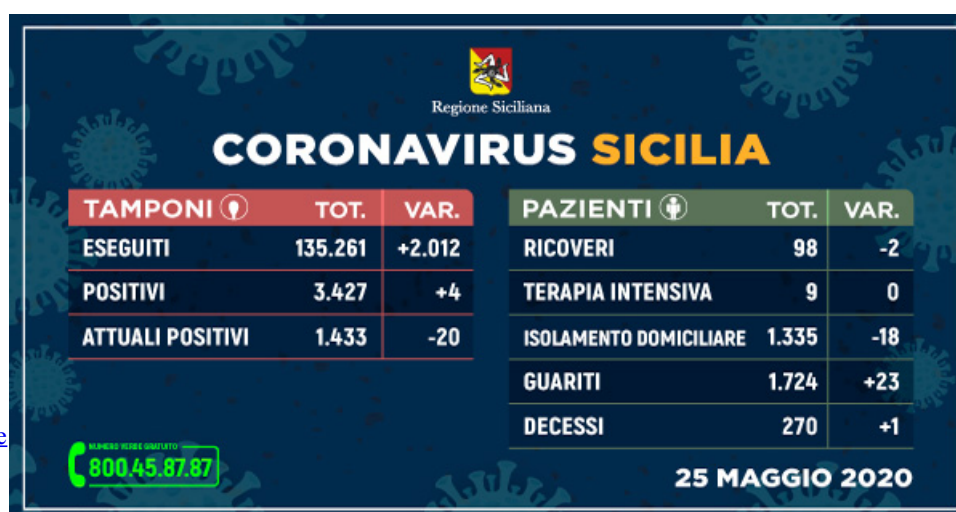 Regione Siciliana
CORONAVIRUS SICILIA
TAMPONI TOT. VAR.
ESEGUITI 135.261 +2.012
POSITIVI 3.427 +4
ATTUALI POSITIVI 1.433 -20
PAZIENTI TOT. VAR.
RICOVERI 98 -2
TERAPIA INTENSIVA 9 0
ISOLAMENTO DOMICILIARE 1.335 -18
GUARITI 1.724 +23
DECESSI 270 +1
e
NUMERO VERDE GRATUITO
800.45.87.87
25 MAGGIO 2020